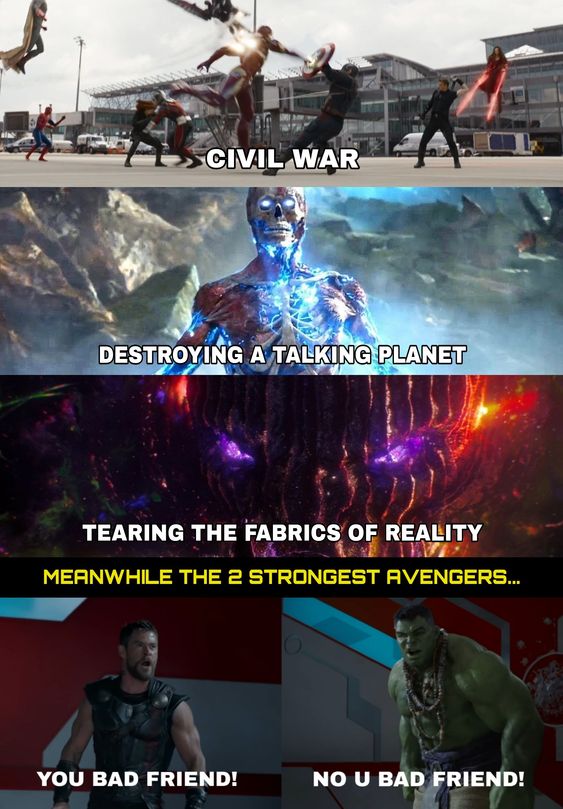 CIVIL WAR
DESTROYING A TALKING PLANET
TEARING THE FABRICS OF REALITY
MEANWHILE THE 2 STRONGEST AVENGERS...
YOU BAD FRIEND!
NO U BAD FRIEND!